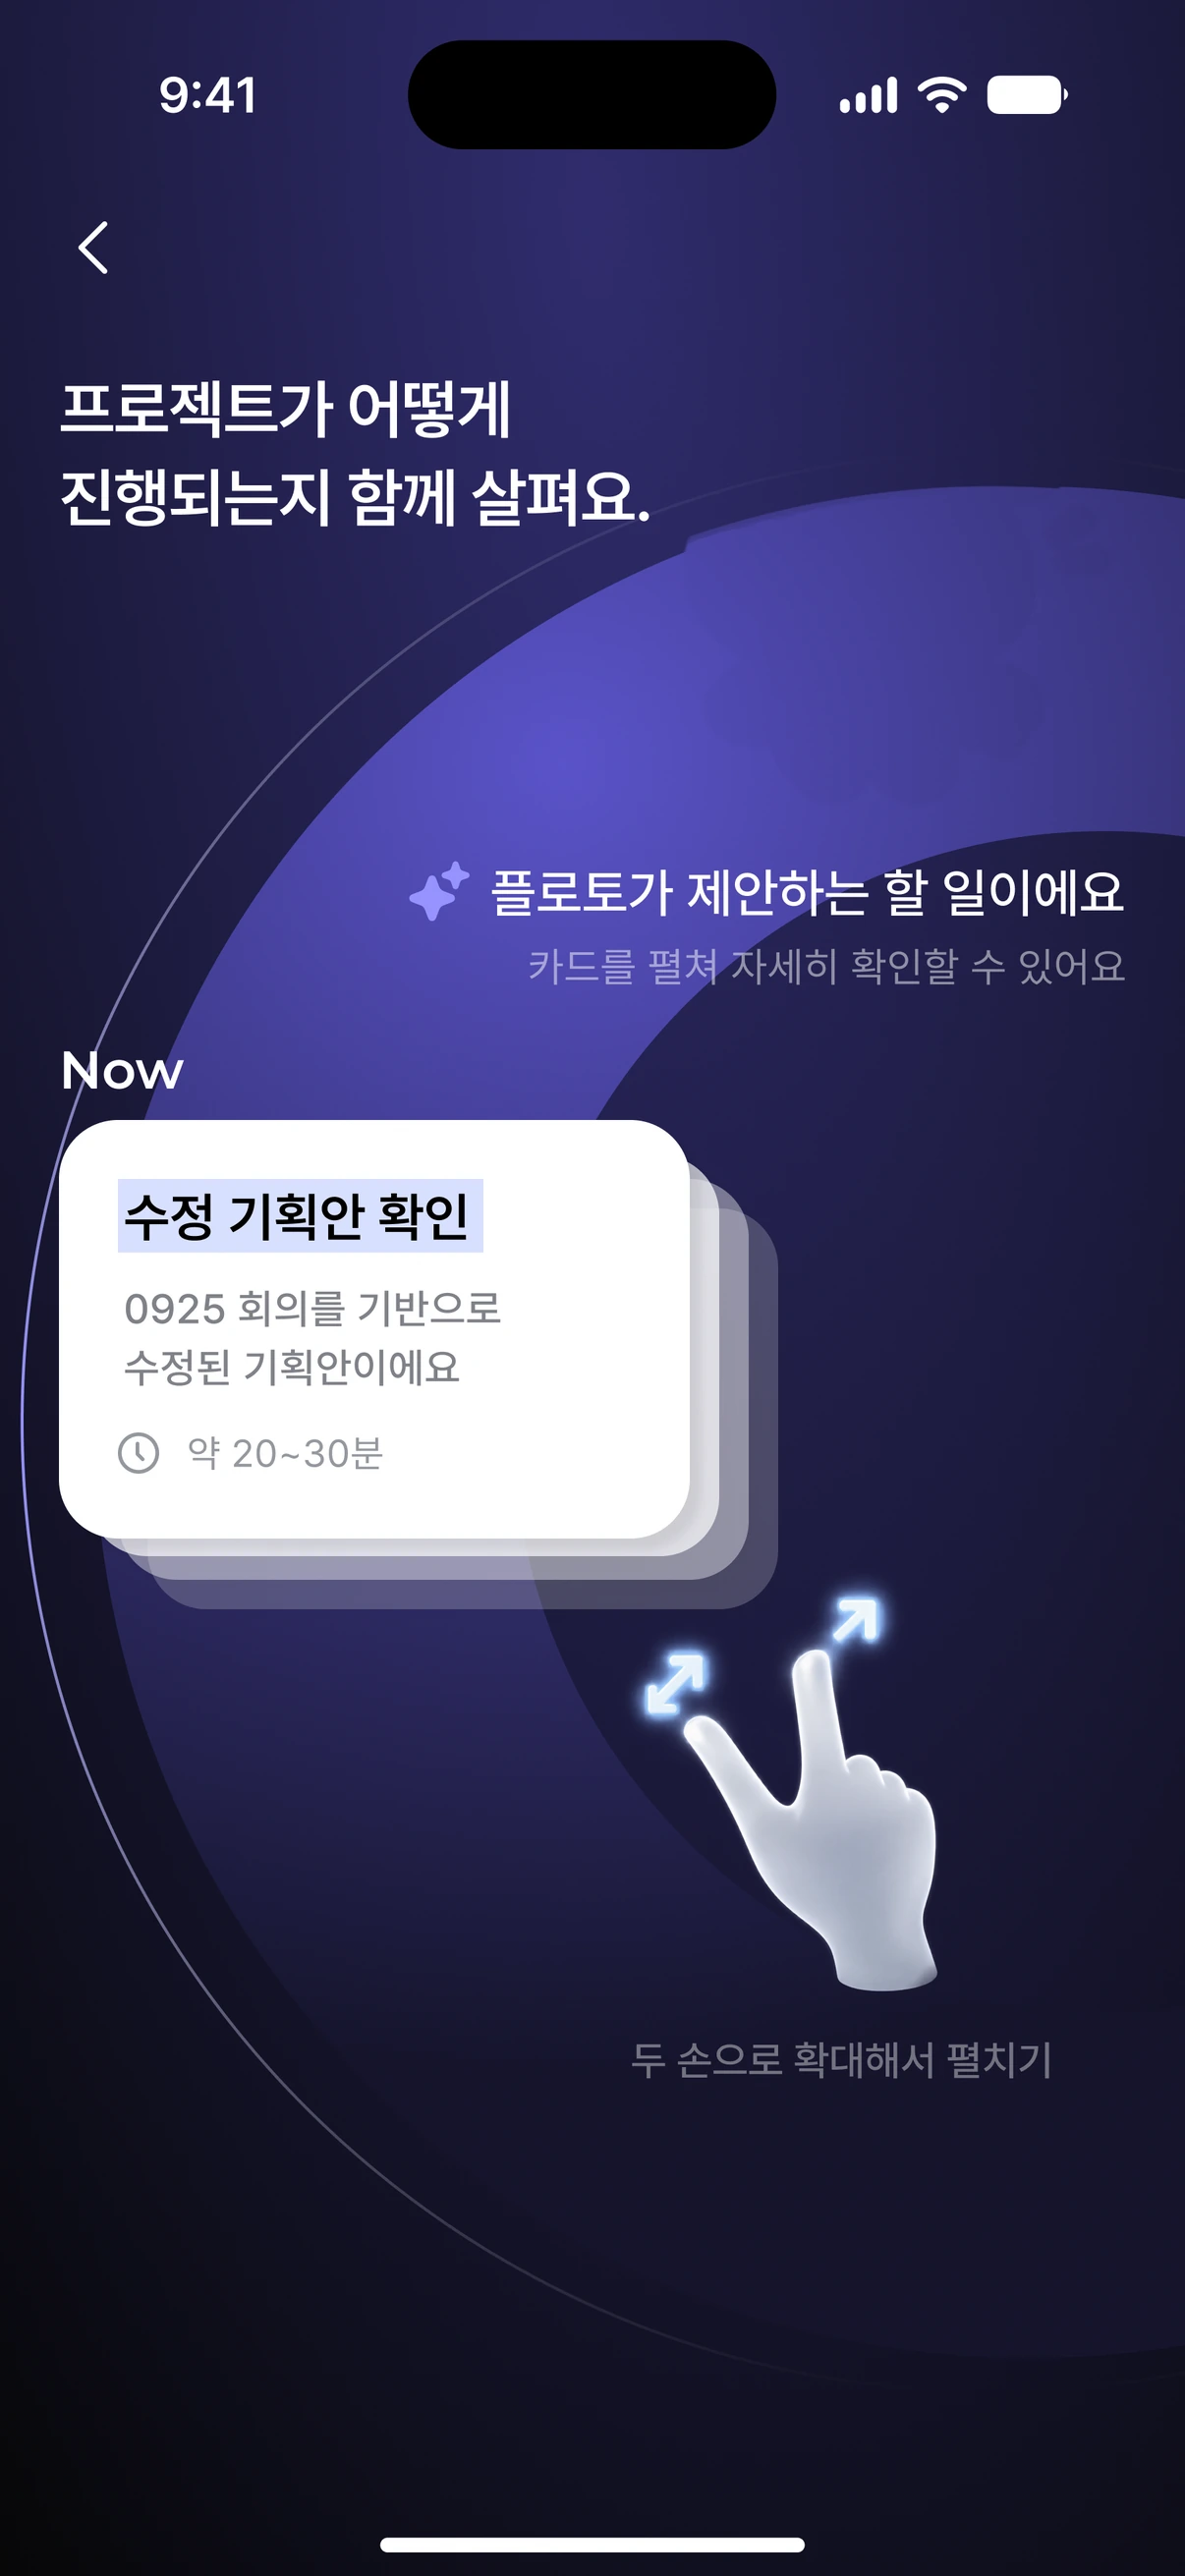 9:41
프로젝트가 어떻게
진행되는지 함께 살펴요.
플로토가 제안하는 할 일이에요
카드를 펼쳐 자세히 확인할 수 있어요
Now
수정 기획안 확인
0925 회의를 기반으로
수정된 기획안이에요
약 20~30분
두 손으로 확대해서 펼치기